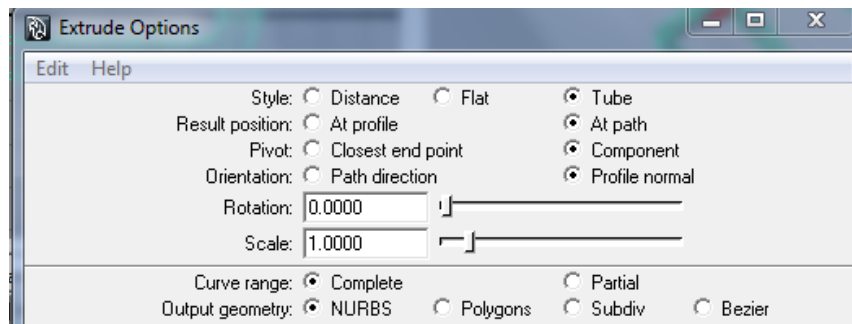 Extrude Options
Edit Help
Style: Distance Flat Tube
Result position: At profile At path
Pivot: Closest end point Component
Orientation: Path direction Profile normal
Rotation: 0.0000
Scale: 1.0000
Curve range: Complete Partial
Output geometry: NURBS Polygons Subdiv Bezier